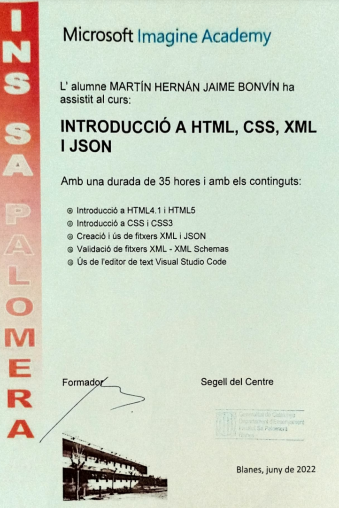 INS SA PALOMERA
Microsoft Imagine Academy
L' alumne MARTÍN HERNÁN JAIME BONVÍN ha
assistit al curs:
INTRODUCCIÓ A HTML, CSS, XML
I JSON
Amb una durada de 35 hores i amb els continguts:
Introducció a HTML4.1 i HTML5
Introducció a CSS i CSS3
Creació i ús de fitxers XML i JSON
Validació de fitxers XML - XML Schemas
Ús de l'editor de text Visual Studio Code
Formador
Segell del Centre
Generalitat de Catalunya
Blanes, juny de 2022